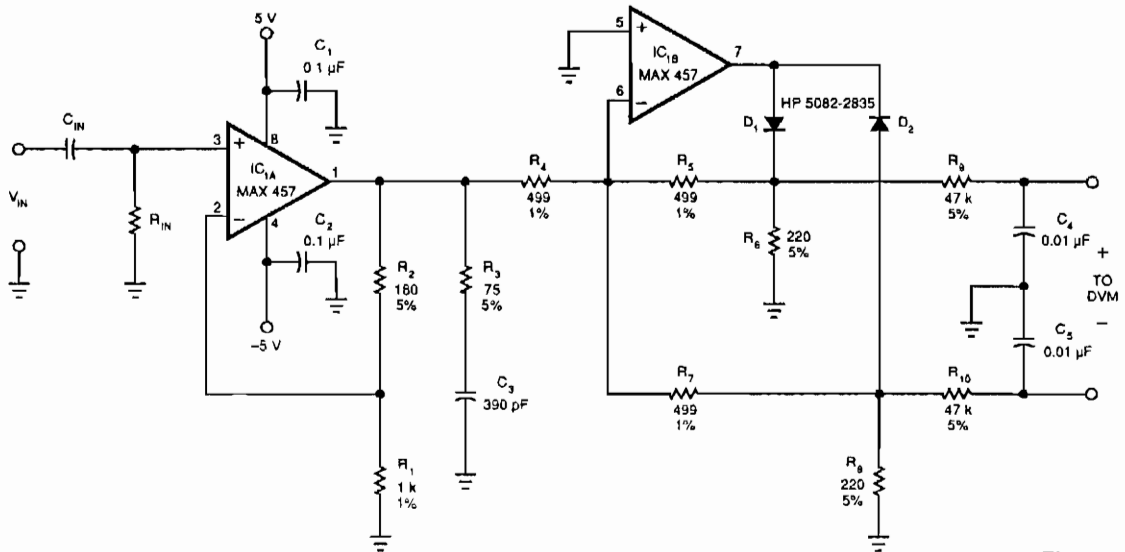 5 V
C1
0.1 µF
CIN
VIN
RIN
3
+
8
IC1A
MAX 457
1
2
−
4
C2
0.1 µF
−5 V
R2
180
5%
R3
75
5%
C3
390 pF
R1
1 k
1%
R4
499
1%
5
+
IC1B
MAX 457
7
6
−
HP 5082-2835
D1
D2
R5
499
1%
R6
220
5%
R7
499
1%
R8
220
5%
R9
47 k
5%
R10
47 k
5%
C4
0.01 µF
C5
0.01 µF
+
TO
DVM
−